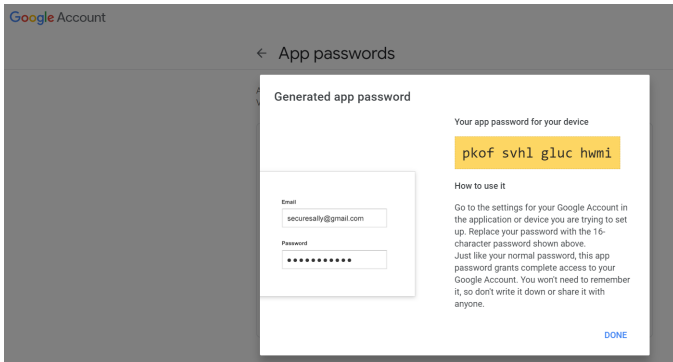 Google Account
← App passwords
Generated app password
Your app password for your device
pkof svhl gluc hwmi
Email
securesally@gmail.com
Password
•••••••••••
How to use it
Go to the settings for your Google Account in
the application or device you are trying to set
up. Replace your password with the 16-
character password shown above.
Just like your normal password, this app
password grants complete access to your
Google Account. You won't need to remember
it, so don't write it down or share it with
anyone.
DONE